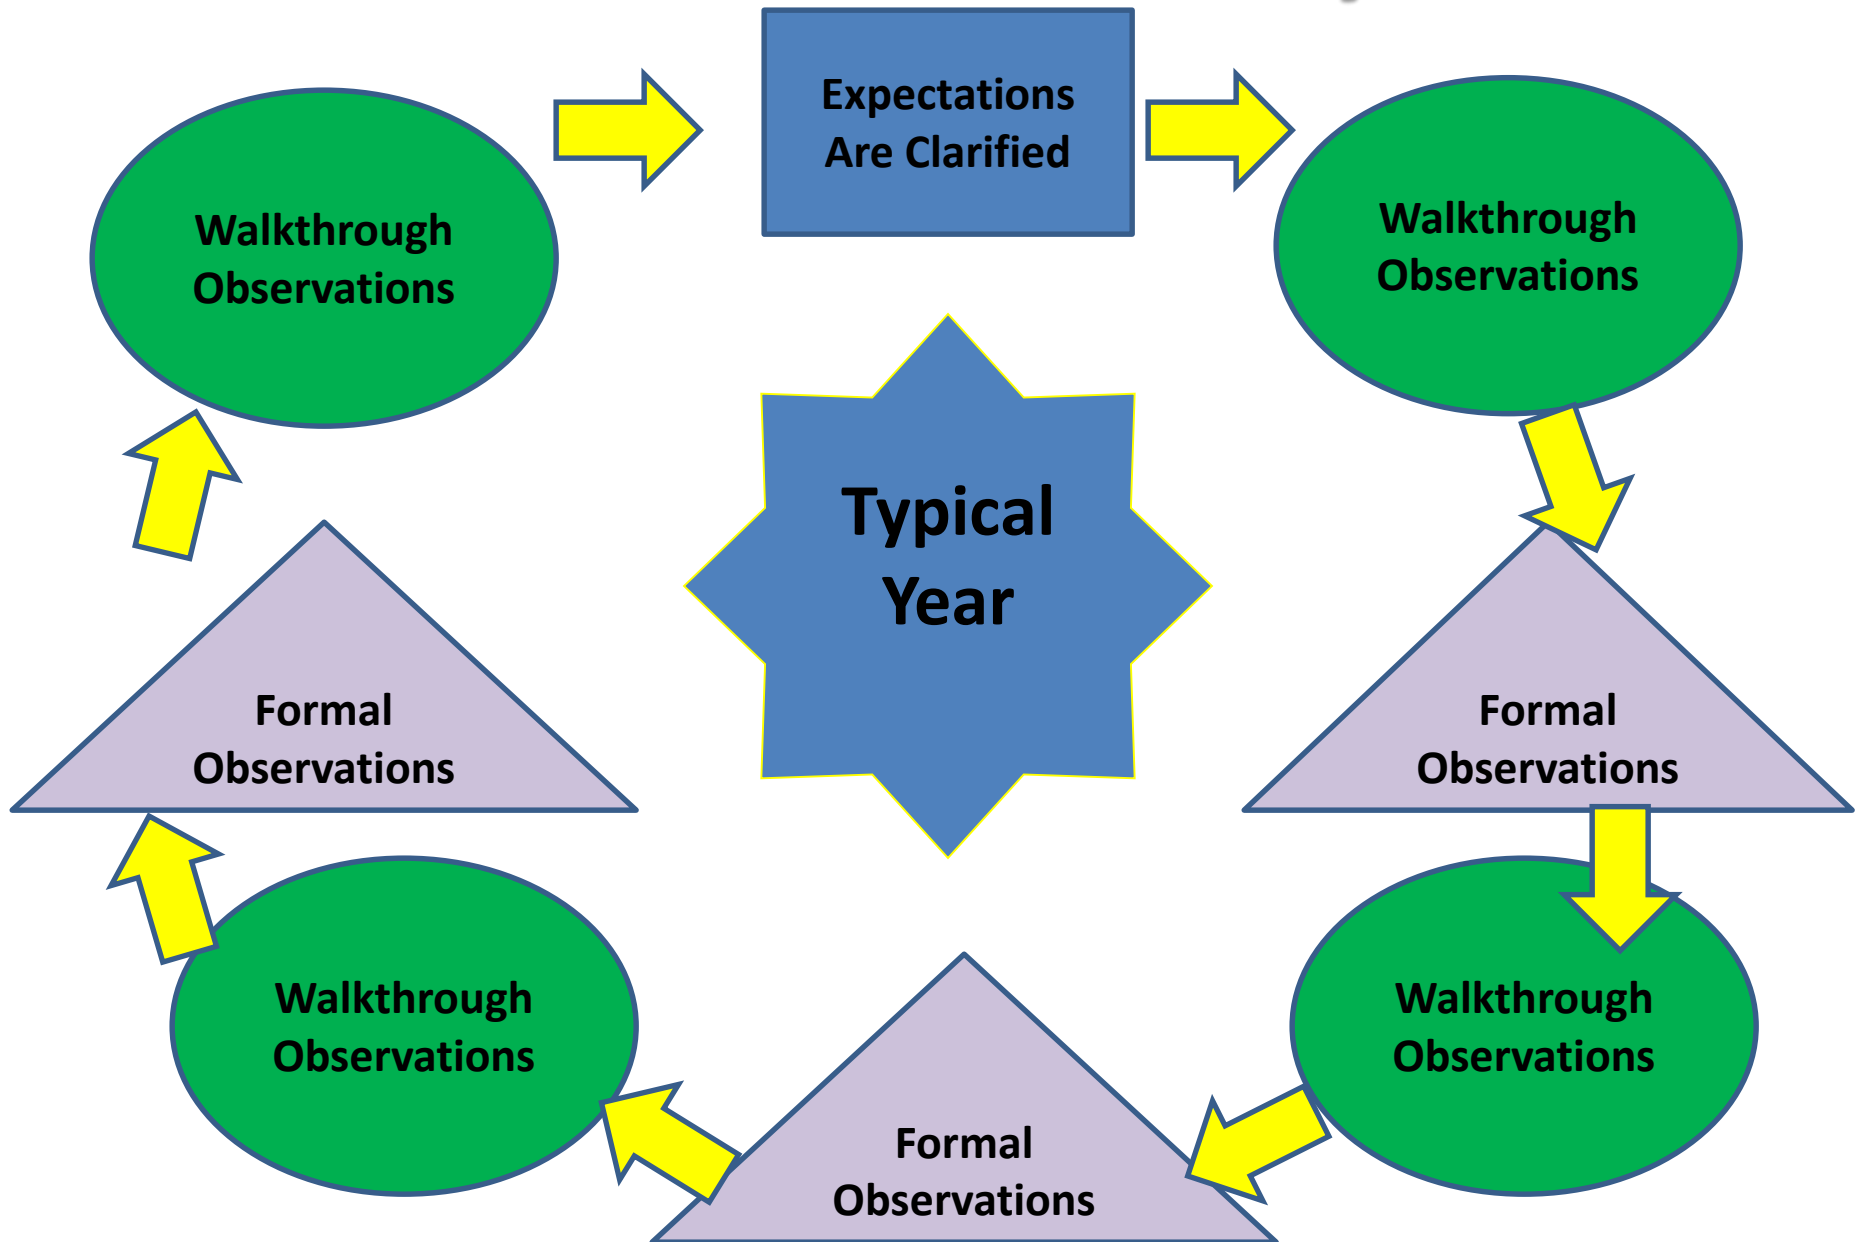 Expectations
Are Clarified
Walkthrough
Observations
Walkthrough
Observations
Typical
Year
Formal
Observations
Formal
Observations
Walkthrough
Observations
Walkthrough
Observations
Formal
Observations